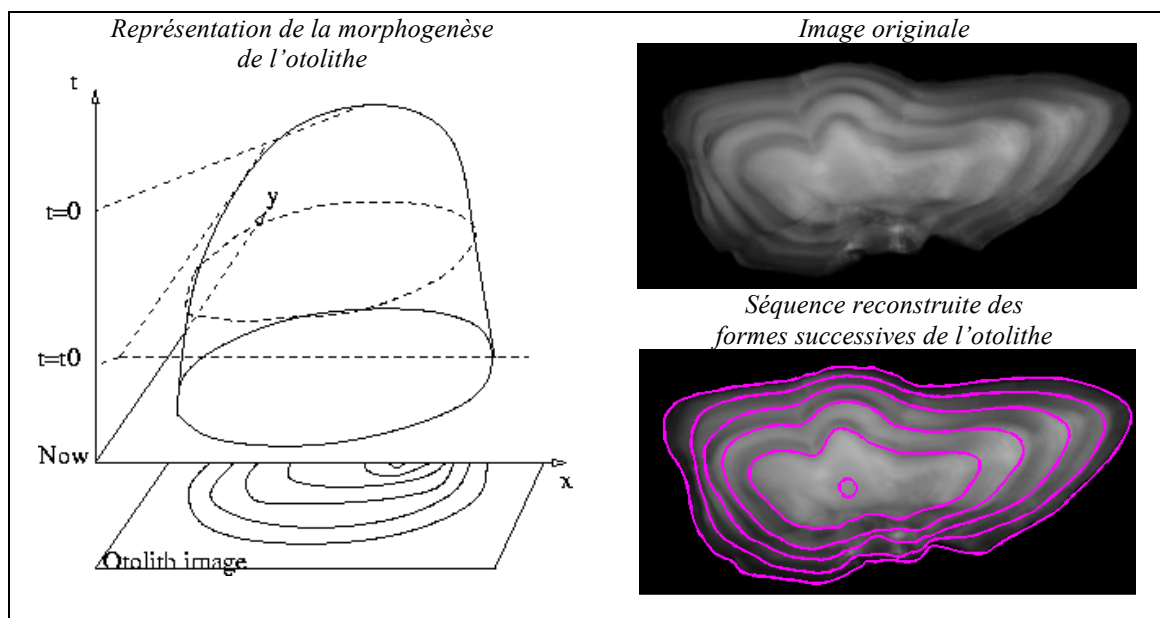 Représentation de la morphogenèse
de l’otolithe
t
t=0
y
t=t0
Now
x
Otolith image
Image originale
Séquence reconstruite des
formes successives de l’otolithe